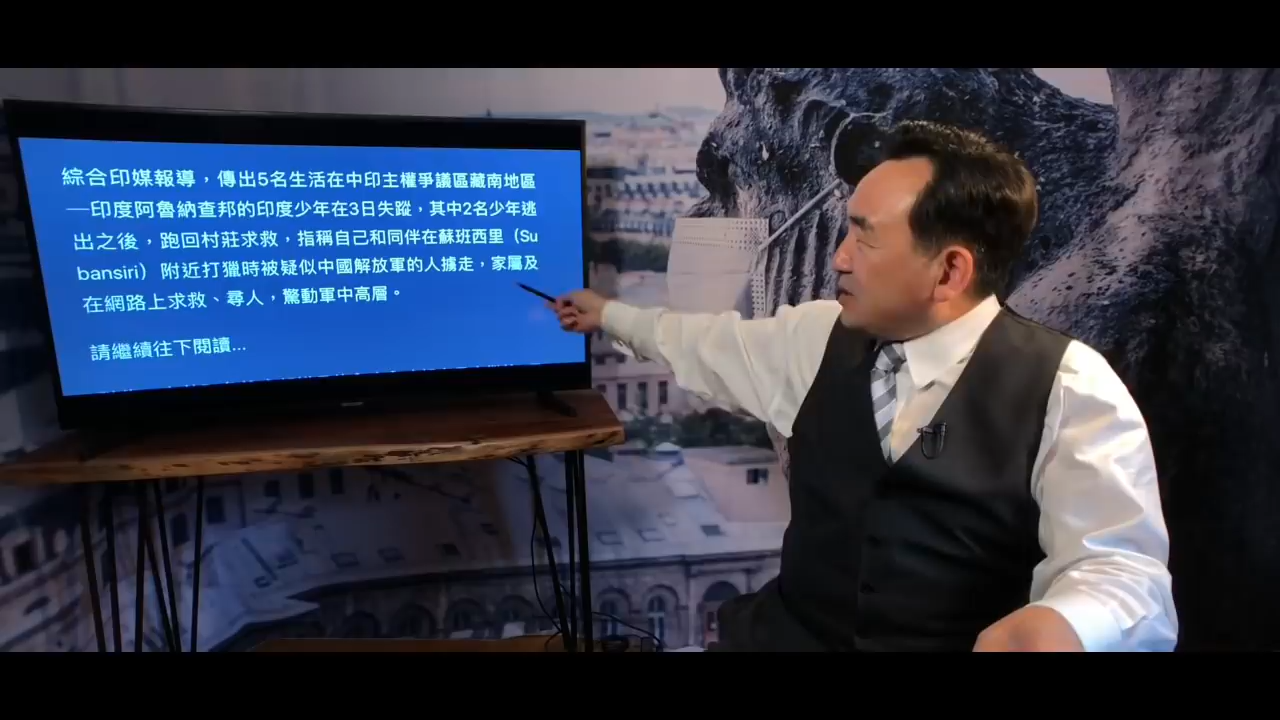 綜合印媒報導，傳出5名生活在中印主權爭議區藏南地區
—印度阿魯納查邦的印度少年在3日失蹤，其中2名少年逃
出之後，跑回村莊求救，指稱自己和同伴在蘇班西里（Su
bansiri）附近打獵時被疑似中國解放軍的人擄走，家屬及
在網路上求救、尋人，驚動軍中高層。
請繼續往下閱讀...